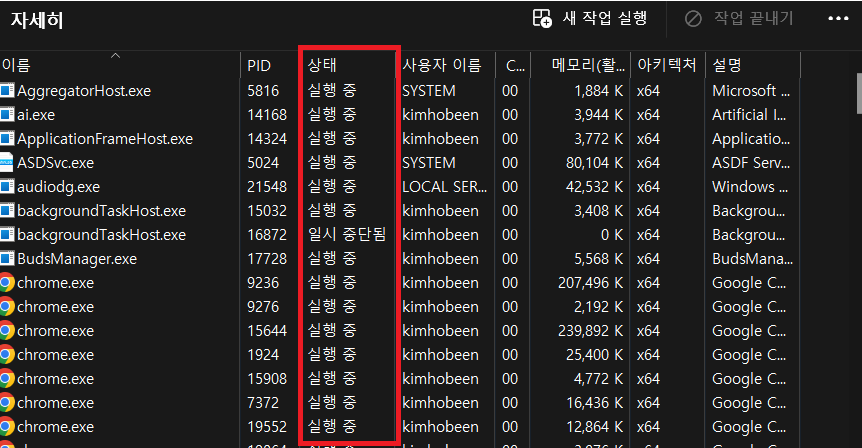 자세히 새 작업 실행 작업 끝내기
이름 PID 상태 사용자 이름 C... 메모리(활... 아키텍처 설명
AggregatorHost.exe 5816 실행 중 SYSTEM 00 1,884 K x64 Microsoft ...
ai.exe 14168 실행 중 kimhobeen 00 3,944 K x64 Artificial I...
ApplicationFrameHost.exe 14324 실행 중 kimhobeen 00 3,772 K x64 Applicatio...
ASDSvc.exe 5024 실행 중 SYSTEM 00 80,104 K x64 ASDF Serv...
audiodg.exe 21548 실행 중 LOCAL SER... 00 42,532 K x64 Windows ...
backgroundTaskHost.exe 15032 실행 중 kimhobeen 00 3,408 K x64 Backgrou...
backgroundTaskHost.exe 16872 일시 중단됨 kimhobeen 00 0 K x64 Backgrou...
BudsManager.exe 17728 실행 중 kimhobeen 00 5,568 K x64 BudsMana...
chrome.exe 9236 실행 중 kimhobeen 00 207,496 K x64 Google C...
chrome.exe 9276 실행 중 kimhobeen 00 2,192 K x64 Google C...
chrome.exe 15644 실행 중 kimhobeen 00 239,892 K x64 Google C...
chrome.exe 1924 실행 중 kimhobeen 00 25,400 K x64 Google C...
chrome.exe 15908 실행 중 kimhobeen 00 4,772 K x64 Google C...
chrome.exe 7372 실행 중 kimhobeen 00 16,436 K x64 Google C...
chrome.exe 19552 실행 중 kimhobeen 00 12,864 K x64 Google C...